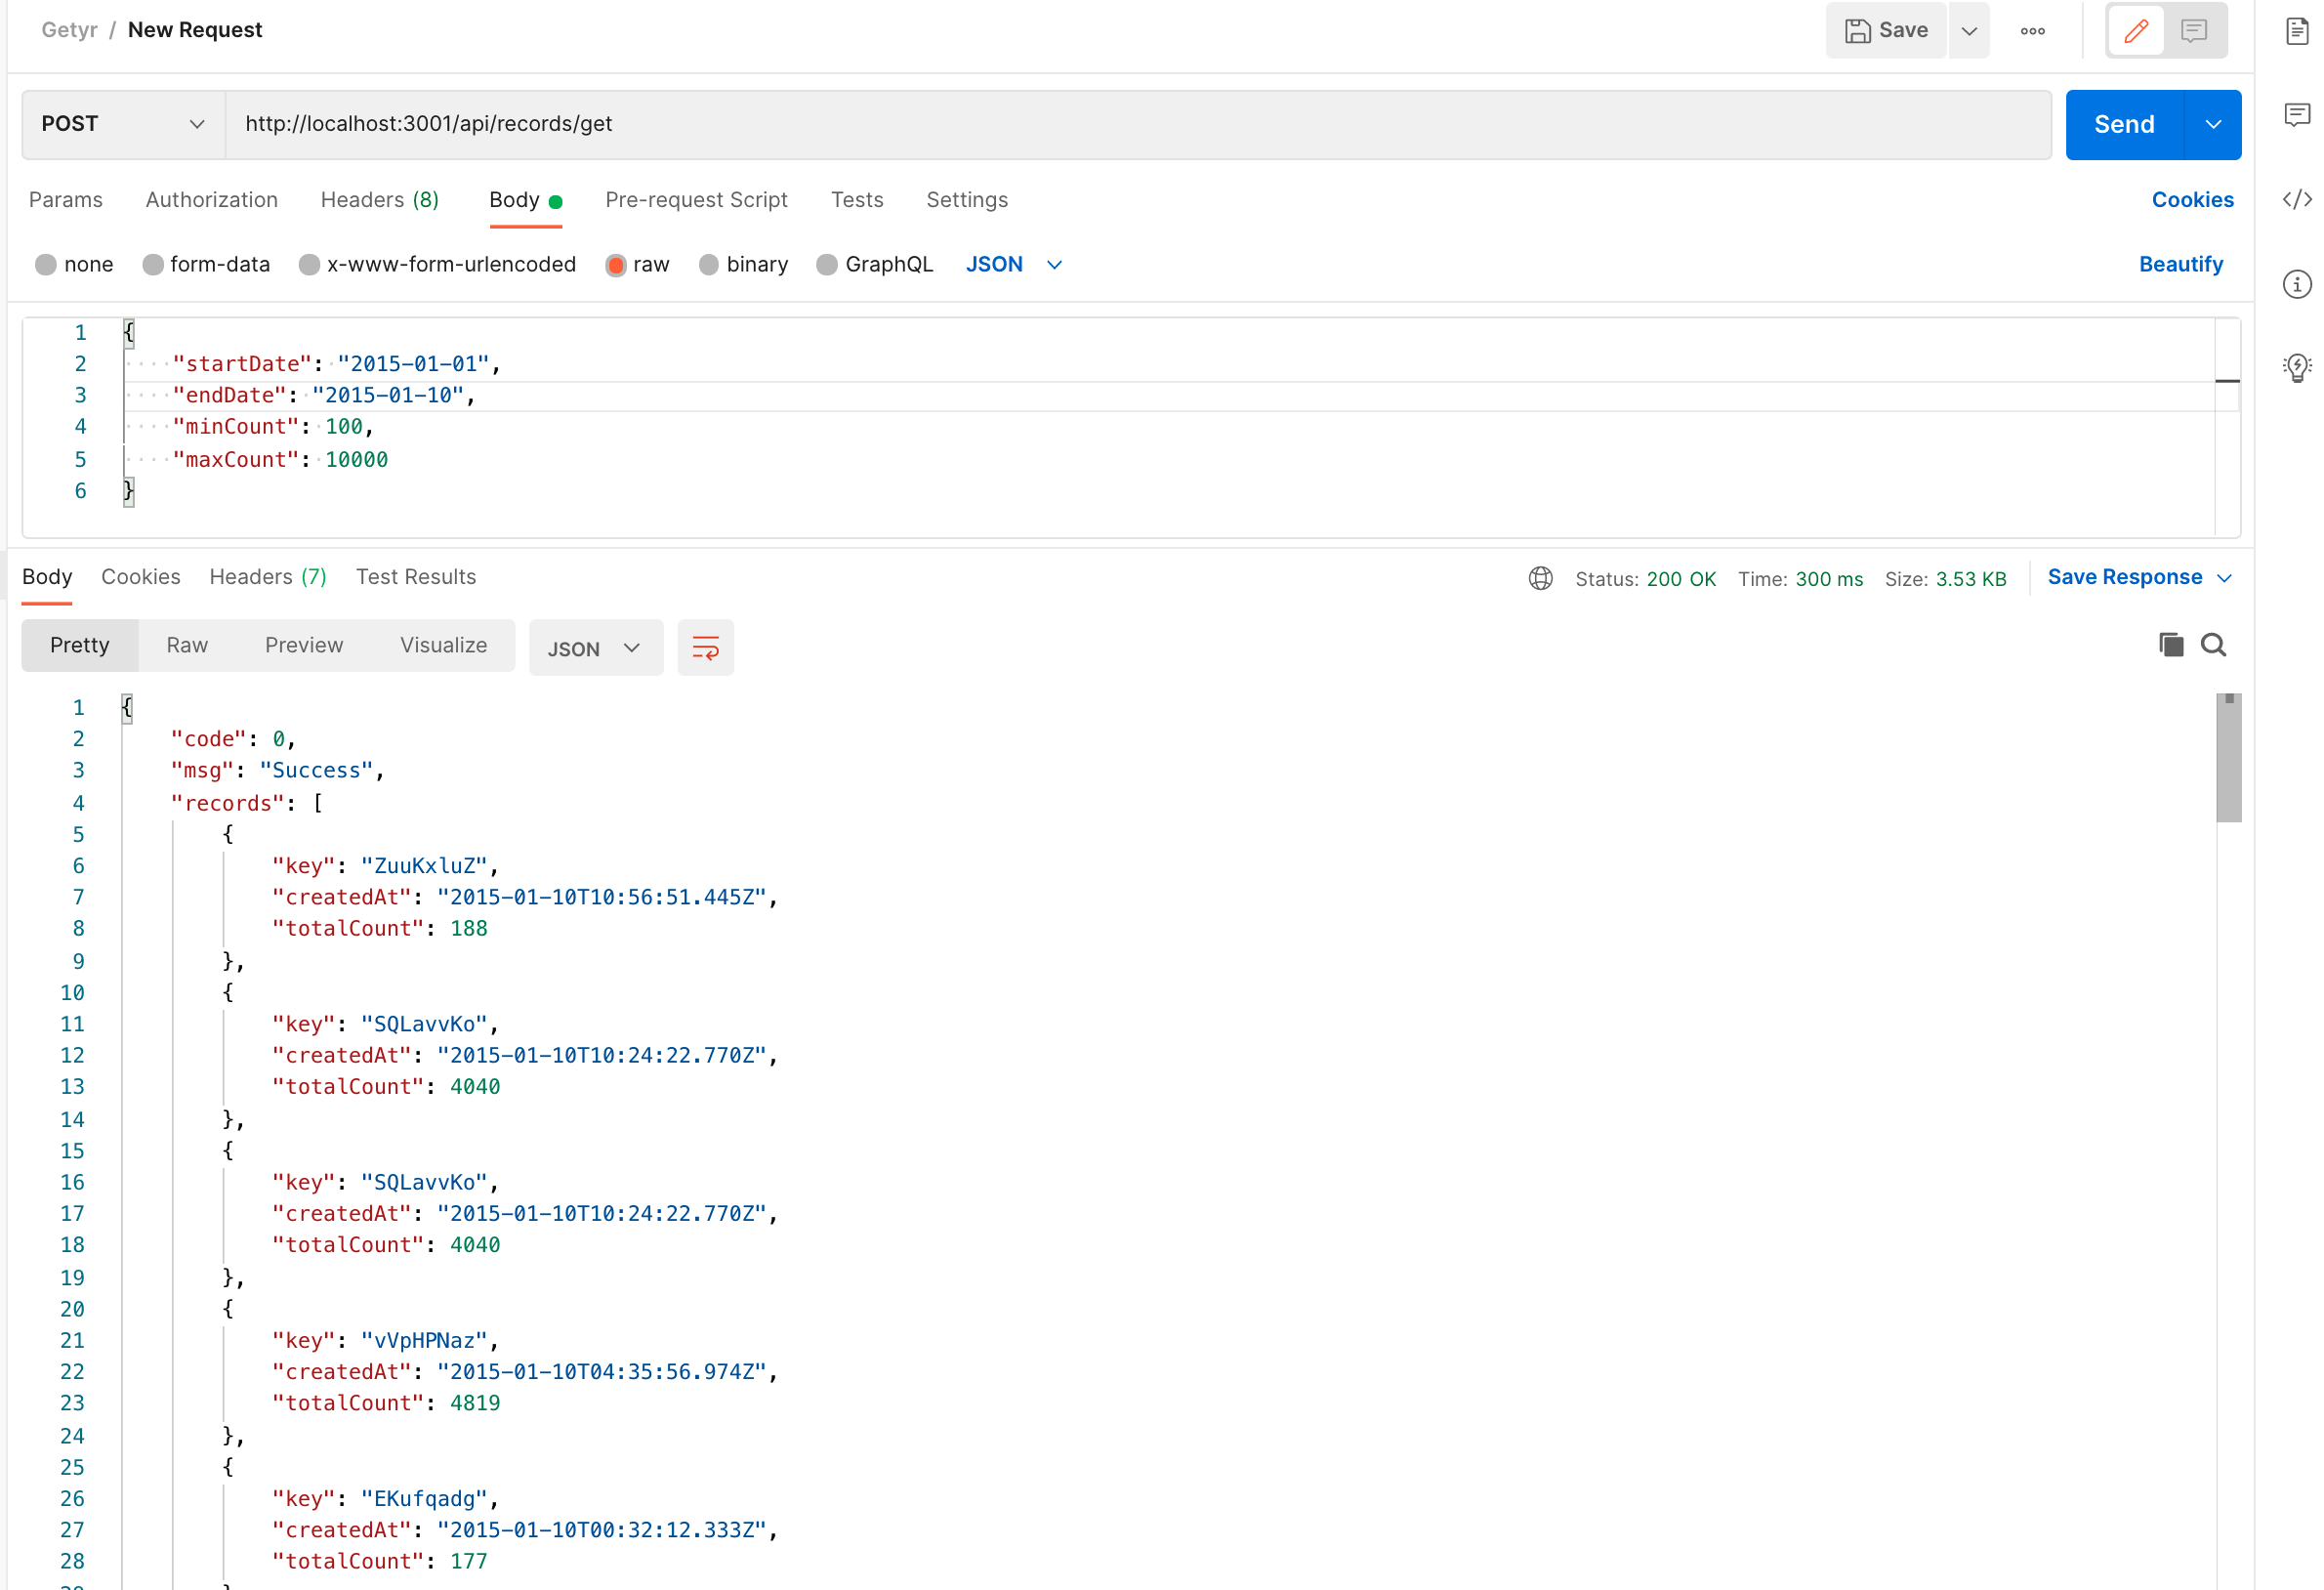 Getyr / New Request
Save
POST
http://localhost:3001/api/records/get
Send
Params Authorization Headers (8) Body Pre-request Script Tests Settings Cookies
none form-data x-www-form-urlencoded raw binary GraphQL JSON Beautify
1 {
2 "startDate": "2015-01-01",
3 "endDate": "2015-01-10",
4 "minCount": 100,
5 "maxCount": 10000
6 }
Body Cookies Headers (7) Test Results Status: 200 OK Time: 300 ms Size: 3.53 KB Save Response
Pretty Raw Preview Visualize JSON
1 {
2 "code": 0,
3 "msg": "Success",
4 "records": [
5 {
6 "key": "ZuuKxluZ",
7 "createdAt": "2015-01-10T10:56:51.445Z",
8 "totalCount": 188
9 },
10 {
11 "key": "SQLavvKo",
12 "createdAt": "2015-01-10T10:24:22.770Z",
13 "totalCount": 4040
14 },
15 {
16 "key": "SQLavvKo",
17 "createdAt": "2015-01-10T10:24:22.770Z",
18 "totalCount": 4040
19 },
20 {
21 "key": "vVpHPNaz",
22 "createdAt": "2015-01-10T04:35:56.974Z",
23 "totalCount": 4819
24 },
25 {
26 "key": "EKufqadg",
27 "createdAt": "2015-01-10T00:32:12.333Z",
28 "totalCount": 177